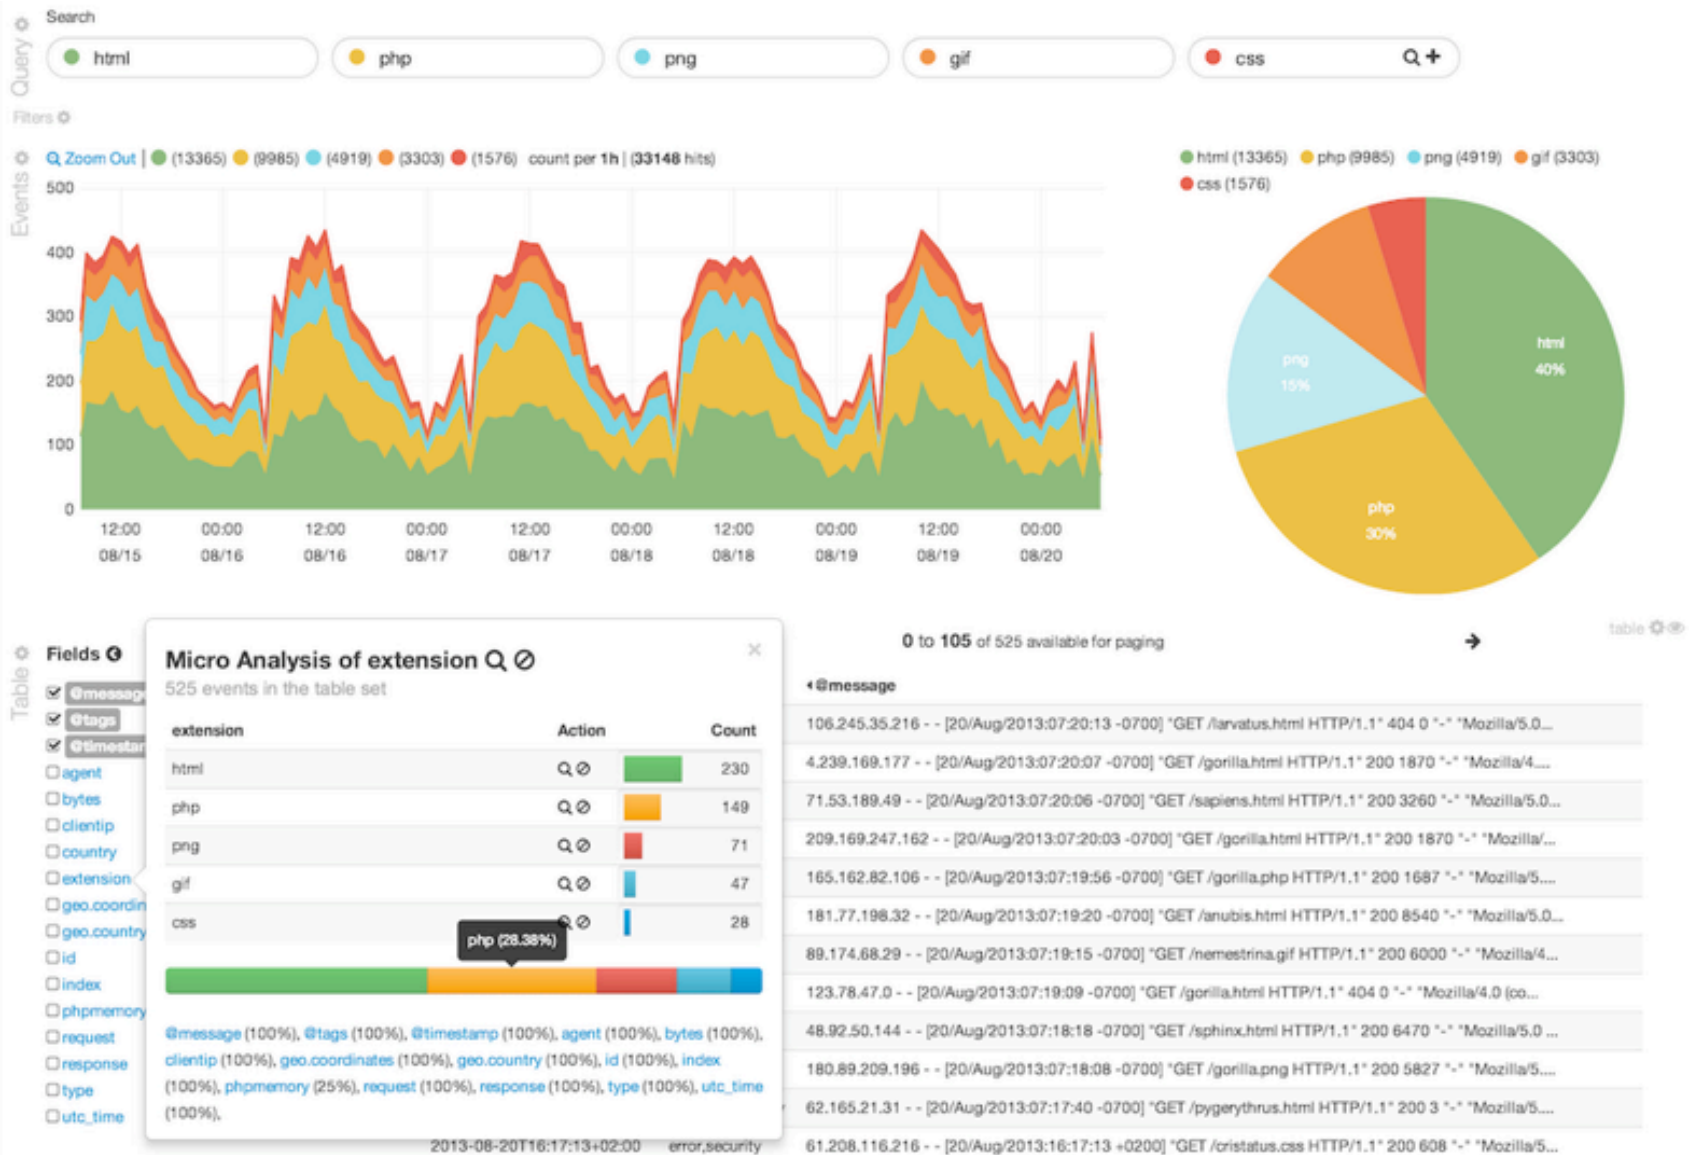 Query
Search
html
php
png
gif
css
Filters
Events
Zoom Out | (13365) (9985) (4919) (3303) (1576) count per 1h | (33148 hits)
500
400
300
200
100
0
12:00 00:00 12:00 00:00 12:00 00:00 12:00 00:00 12:00 00:00
08/15 08/16 08/16 08/17 08/17 08/18 08/18 08/19 08/19 08/20
html (13365) php (9985) png (4919) gif (3303)
css (1576)
html
40%
png
15%
php
30%
table
Table
Fields
@message
@tags
@timestam
agent
bytes
clientip
country
extension
geo.coordin
geo.country
id
index
phpmemory
request
response
type
utc_time
Micro Analysis of extension
×
525 events in the table set
extension Action Count
html 230
php 149
png 71
gif 47
css 28
php (28.38%)
@message (100%), @tags (100%), @timestamp (100%), agent (100%), bytes (100%),
clientip (100%), geo.coordinates (100%), geo.country (100%), id (100%), index
(100%), phpmemory (25%), request (100%), response (100%), type (100%), utc_time
(100%),
0 to 105 of 525 available for paging
@message
106.245.35.216 - - [20/Aug/2013:07:20:13 -0700] "GET /larvatus.html HTTP/1.1" 404 0 "-" "Mozilla/5.0...
4.239.169.177 - - [20/Aug/2013:07:20:07 -0700] "GET /gorilla.html HTTP/1.1" 200 1870 "-" "Mozilla/4....
71.53.189.49 - - [20/Aug/2013:07:20:06 -0700] "GET /sapiens.html HTTP/1.1" 200 3260 "-" "Mozilla/5.0...
209.169.247.162 - - [20/Aug/2013:07:20:03 -0700] "GET /gorilla.html HTTP/1.1" 200 1870 "-" "Mozilla/...
165.162.82.106 - - [20/Aug/2013:07:19:56 -0700] "GET /gorilla.php HTTP/1.1" 200 1687 "-" "Mozilla/5....
181.77.198.32 - - [20/Aug/2013:07:19:20 -0700] "GET /anubis.html HTTP/1.1" 200 8540 "-" "Mozilla/5.0...
89.174.68.29 - - [20/Aug/2013:07:19:15 -0700] "GET /nemestrina.gif HTTP/1.1" 200 6000 "-" "Mozilla/4...
123.78.47.0 - - [20/Aug/2013:07:19:09 -0700] "GET /gorilla.html HTTP/1.1" 404 0 "-" "Mozilla/4.0 (co...
48.92.50.144 - - [20/Aug/2013:07:18:18 -0700] "GET /sphinx.html HTTP/1.1" 200 6470 "-" "Mozilla/5.0 ...
180.89.209.196 - - [20/Aug/2013:07:18:08 -0700] "GET /gorilla.png HTTP/1.1" 200 5827 "-" "Mozilla/5....
62.165.21.31 - - [20/Aug/2013:07:17:40 -0700] "GET /pygerythrus.html HTTP/1.1" 200 3 "-" "Mozilla/5....
2013-08-20T16:17:13+02:00 error,security 61.208.116.216 - - [20/Aug/2013:16:17:13 +0200] "GET /cristatus.css HTTP/1.1" 200 608 "-" "Mozilla/5...